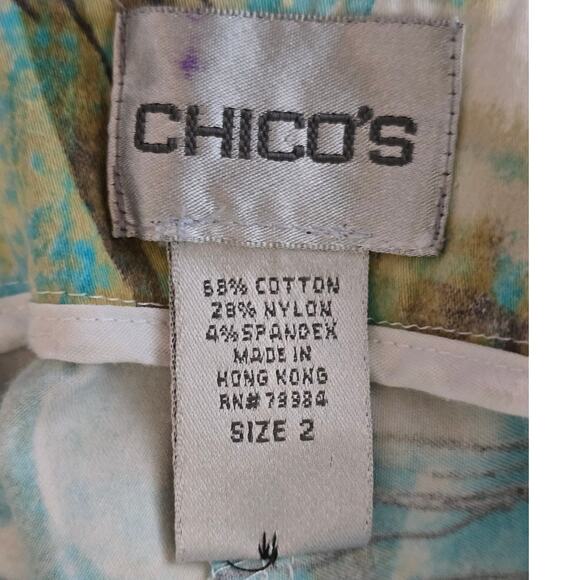 CHICO'S
68% COTTON
28% NYLON
4% SPANDEX
MADE IN
HONG KONG
RN# 79984
SIZE 2